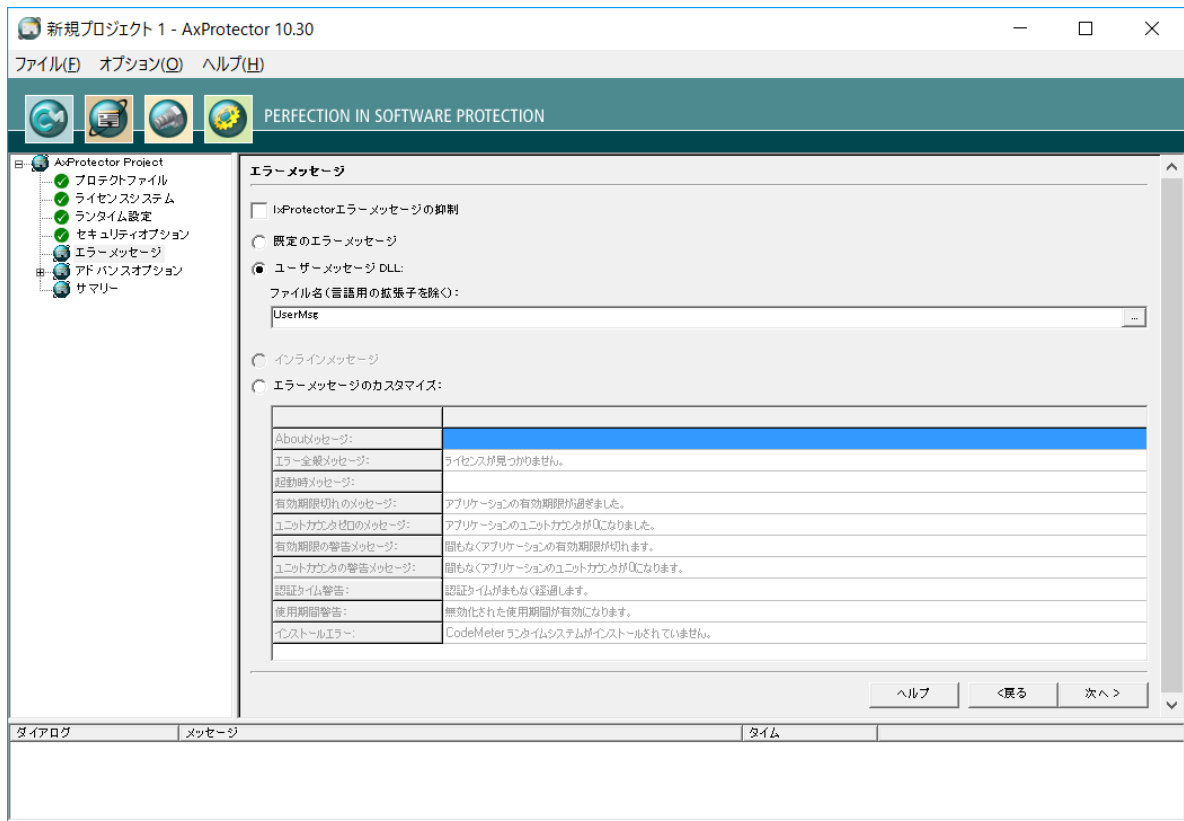 新規プロジェクト 1 - AxProtector 10.30
ファイル(F) オプション(O) ヘルプ(H)
PERFECTION IN SOFTWARE PROTECTION
AxProtector Project
プロテクトファイル
ライセンスシステム
ランタイム設定
セキュリティオプション
エラーメッセージ
アドバンスオプション
サマリー
エラーメッセージ
IxProtectorエラーメッセージの抑制
既定のエラーメッセージ
ユーザーメッセージ DLL:
ファイル名(言語用の拡張子を除く):
UserMsg
...
インラインメッセージ
エラーメッセージのカスタマイズ:
Aboutメッセージ:
エラー全般メッセージ: ライセンスが見つかりません。
起動時メッセージ:
有効期限切れのメッセージ: アプリケーションの有効期限が過ぎました。
ユニットカウンタゼロのメッセージ: アプリケーションのユニットカウンタが0になりました。
有効期限の警告メッセージ: 間もなくアプリケーションの有効期限が切れます。
ユニットカウンタの警告メッセージ: 間もなくアプリケーションのユニットカウンタが0になります。
認証タイム警告: 認証タイムがまもなく経過します。
使用期間警告: 無効化された使用期間が有効になります。
インストールエラー: CodeMeter ランタイムシステムがインストールされていません。
ヘルプ <戻る 次へ >
ダイアログ メッセージ タイム